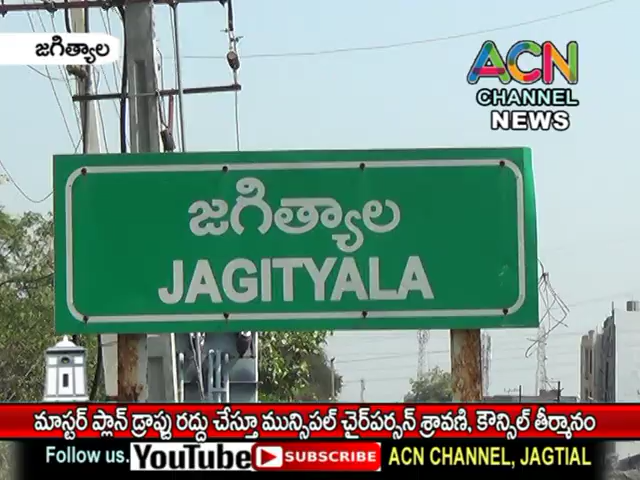 జగిత్యాల
ACN
CHANNEL
NEWS
జగిత్యాల
JAGITYALA
మాస్టర్ ప్లాన్ డ్రాప్టు రద్దు చేస్తూ మున్సిపల్ చైర్‌పర్సన్ శ్రావణి, కౌన్సిల్ తీర్మానం
Follow us. YouTube SUBSCRIBE ACN CHANNEL, JAGTIAL